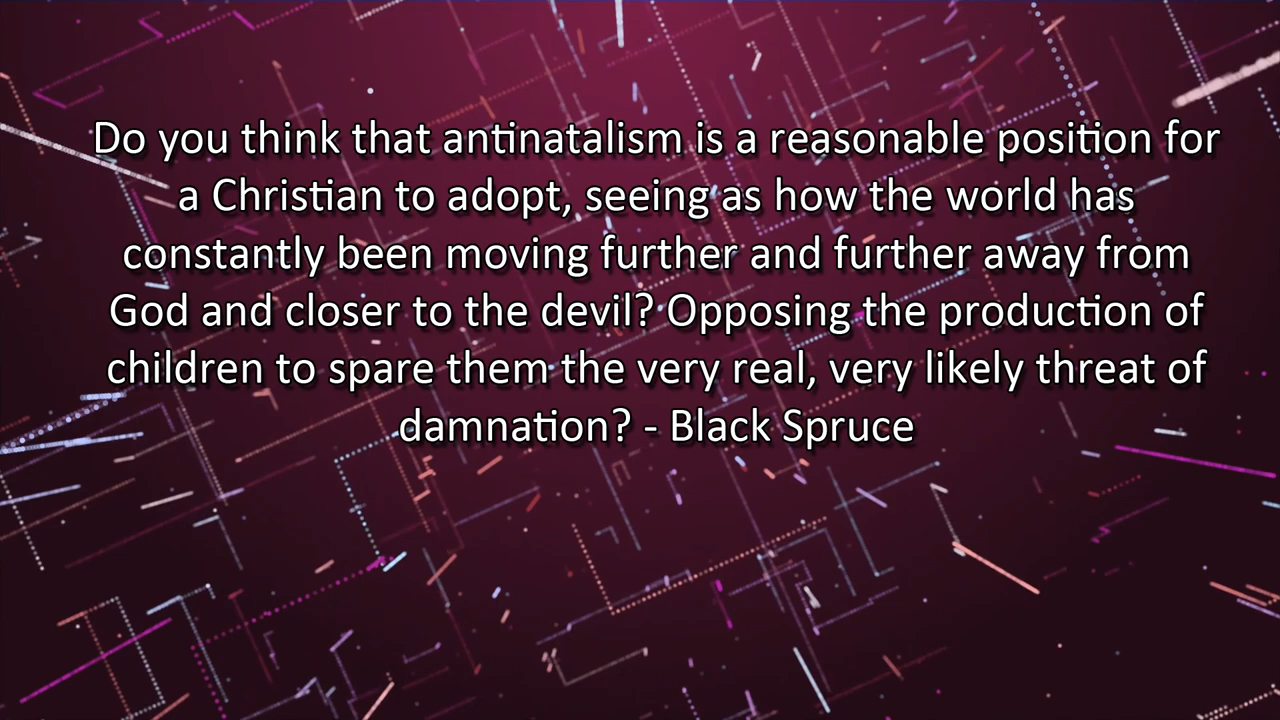 Do you think that antinatalism is a reasonable position for
a Christian to adopt, seeing as how the world has
constantly been moving further and further away from
God and closer to the devil? Opposing the production of
children to spare them the very real, very likely threat of
damnation? - Black Spruce